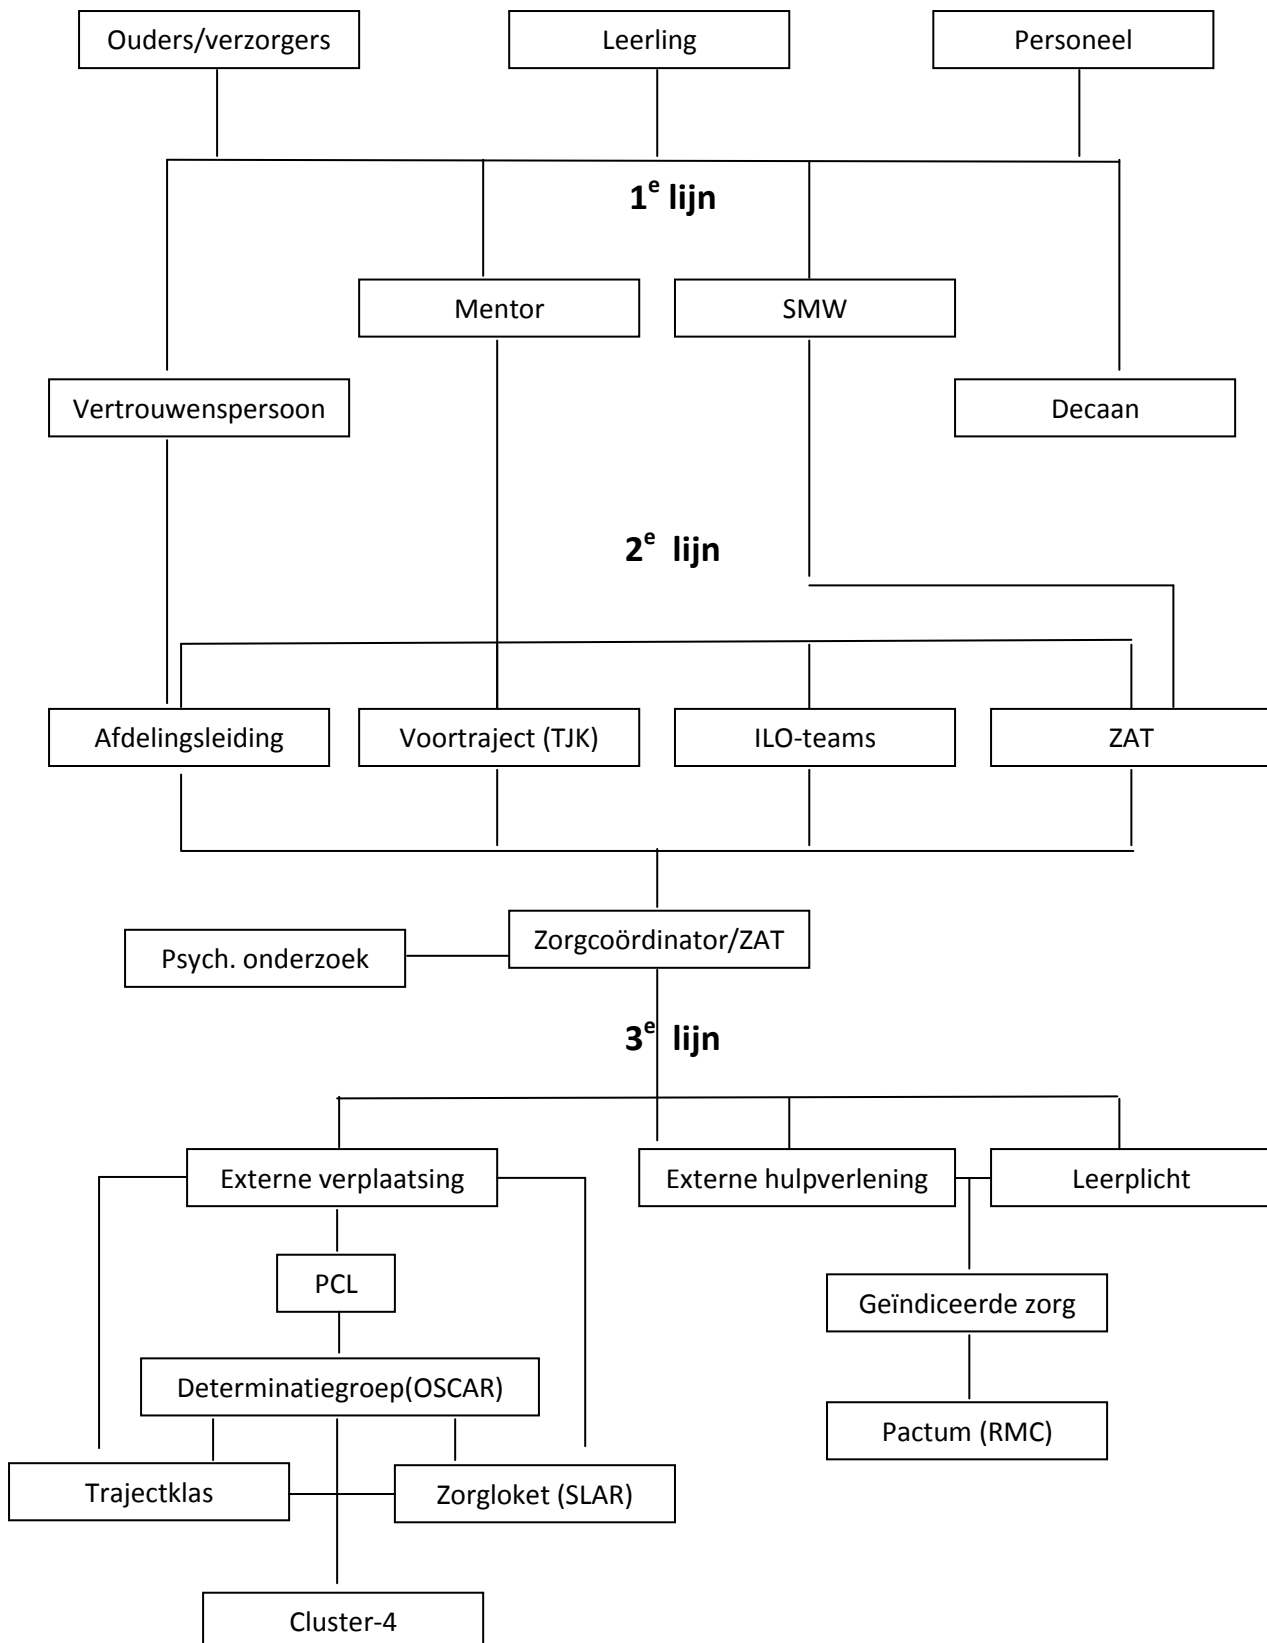 Ouders/verzorgers
Leerling
Personeel
1e lijn
Mentor
SMW
Vertrouwenspersoon
Decaan
2e lijn
Afdelingsleiding
Voortraject (TJK)
ILO-teams
ZAT
Zorgcoördinator/ZAT
Psych. onderzoek
3e lijn
Externe verplaatsing
Externe hulpverlening
Leerplicht
PCL
Geïndiceerde zorg
Determinatiegroep(OSCAR)
Pactum (RMC)
Trajectklas
Zorgloket (SLAR)
Cluster-4